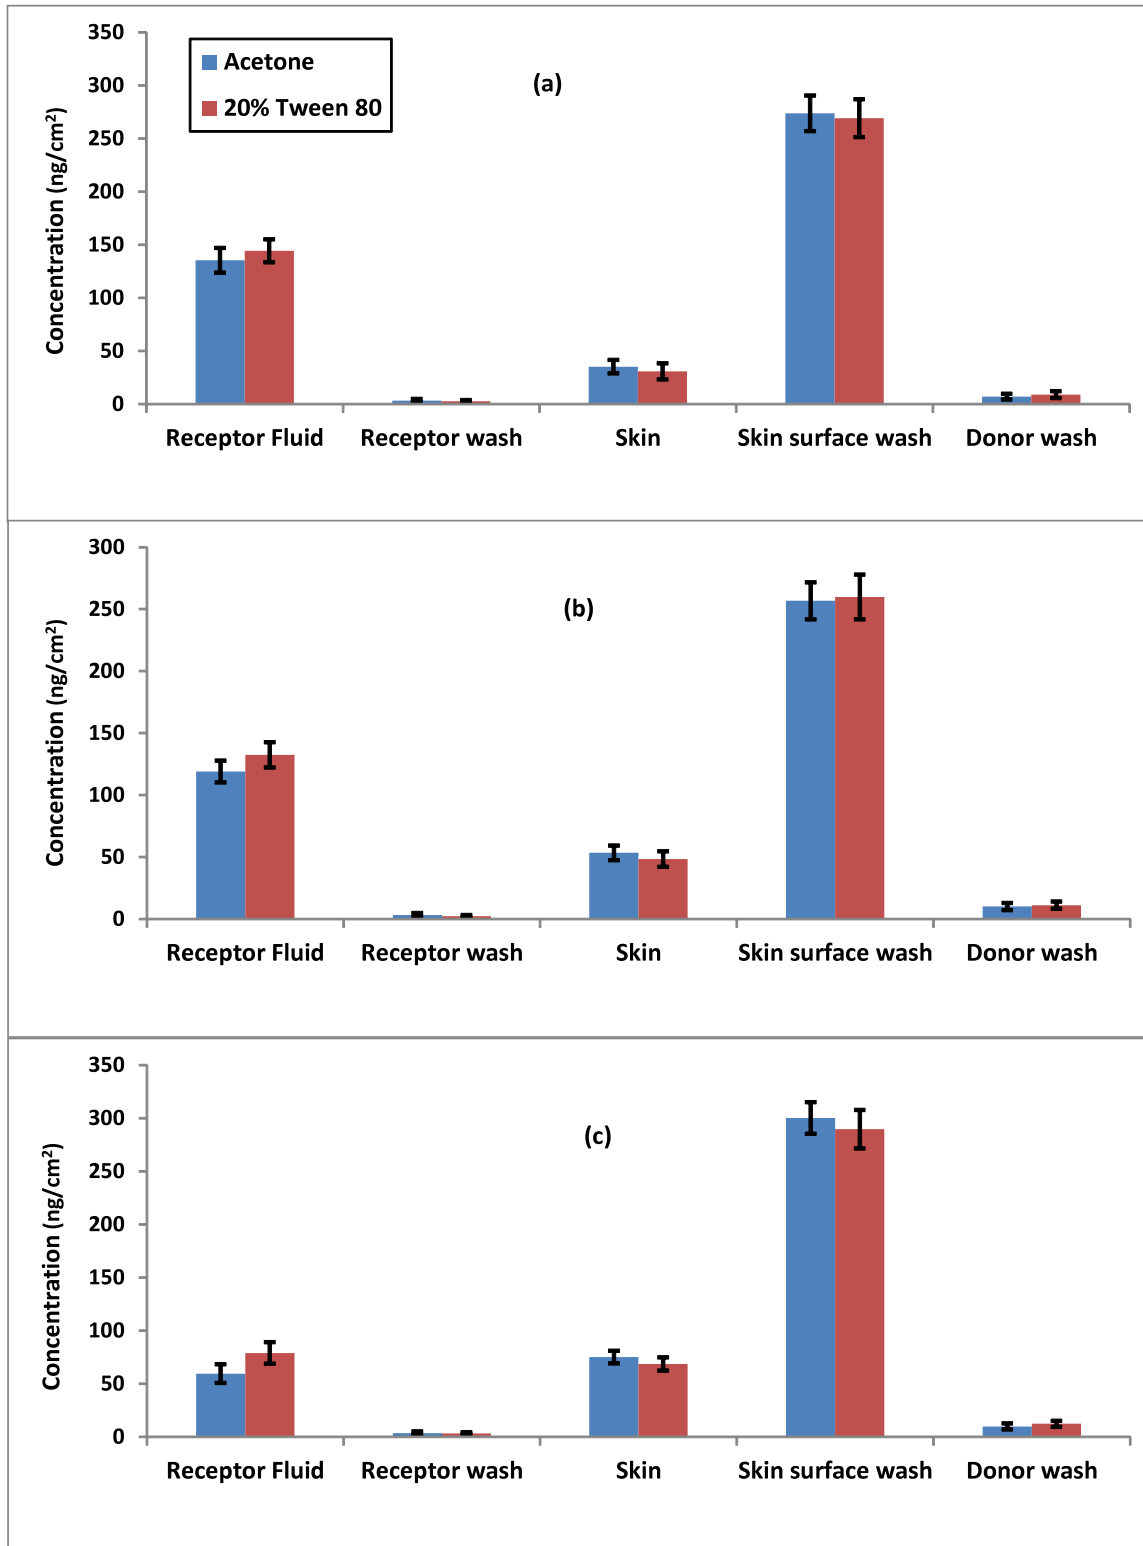 350
300
250
200
150
100
50
0
Concentration (ng/cm²)
Acetone
20% Tween 80
(a)
Receptor Fluid
Receptor wash
Skin
Skin surface wash
Donor wash
300
250
200
150
100
50
0
Concentration (ng/cm²)
(b)
Receptor Fluid
Receptor wash
Skin
Skin surface wash
Donor wash
350
300
250
200
150
100
50
0
Concentration (ng/cm²)
(c)
Receptor Fluid
Receptor wash
Skin
Skin surface wash
Donor wash